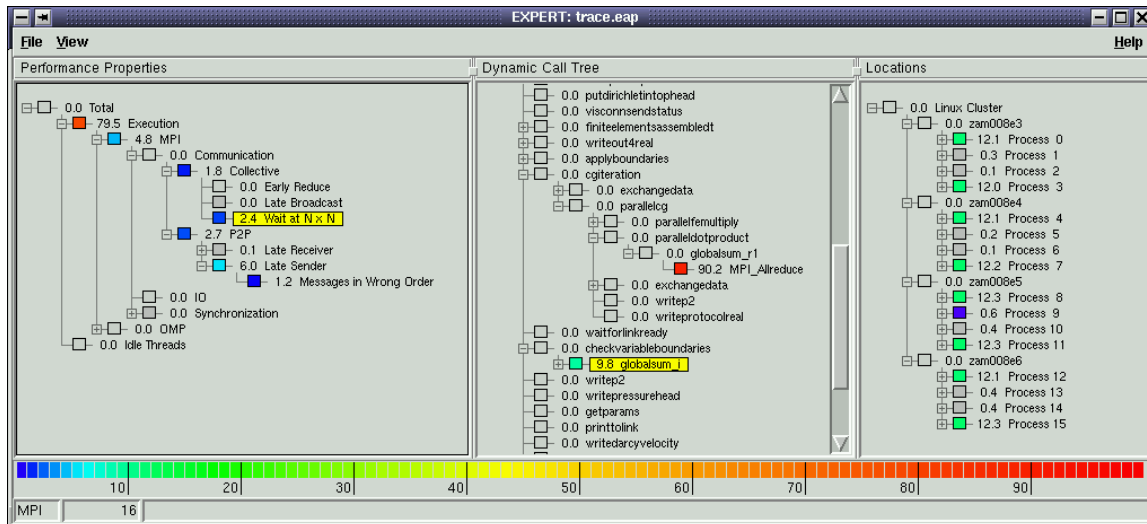 EXPERT: trace.eap
File View Help
Performance Properties
0.0 Total
79.5 Execution
4.8 MPI
0.0 Communication
1.8 Collective
0.0 Early Reduce
0.0 Late Broadcast
2.4 Wait at N x N
2.7 P2P
0.1 Late Receiver
6.0 Late Sender
1.2 Messages in Wrong Order
0.0 IO
0.0 Synchronization
0.0 OMP
0.0 Idle Threads
Dynamic Call Tree
0.0 putdirichletintophead
0.0 visconnsendstatus
0.0 finiteelementsassembledt
0.0 writeout4real
0.0 applyboundaries
0.0 cgiteration
0.0 exchangedata
0.0 parallelcg
0.0 parallelfemultiply
0.0 paralleldotproduct
0.0 globalsum_r1
90.2 MPI_Allreduce
0.0 exchangedata
0.0 writep2
0.0 writeprotocolreal
0.0 waitforlinkready
0.0 checkvariableboundaries
9.8 globalsum_i
0.0 writep2
0.0 writepressurehead
0.0 getparams
0.0 printtolink
0.0 writedarcyvelocity
Locations
0.0 Linux Cluster
0.0 zam008e3
12.1 Process 0
0.3 Process 1
0.1 Process 2
12.0 Process 3
0.0 zam008e4
12.1 Process 4
0.2 Process 5
0.1 Process 6
12.2 Process 7
0.0 zam008e5
12.3 Process 8
0.6 Process 9
0.4 Process 10
12.3 Process 11
0.0 zam008e6
12.1 Process 12
0.4 Process 13
0.4 Process 14
12.3 Process 15
10 20 30 40 50 60 70 80 90
MPI 16